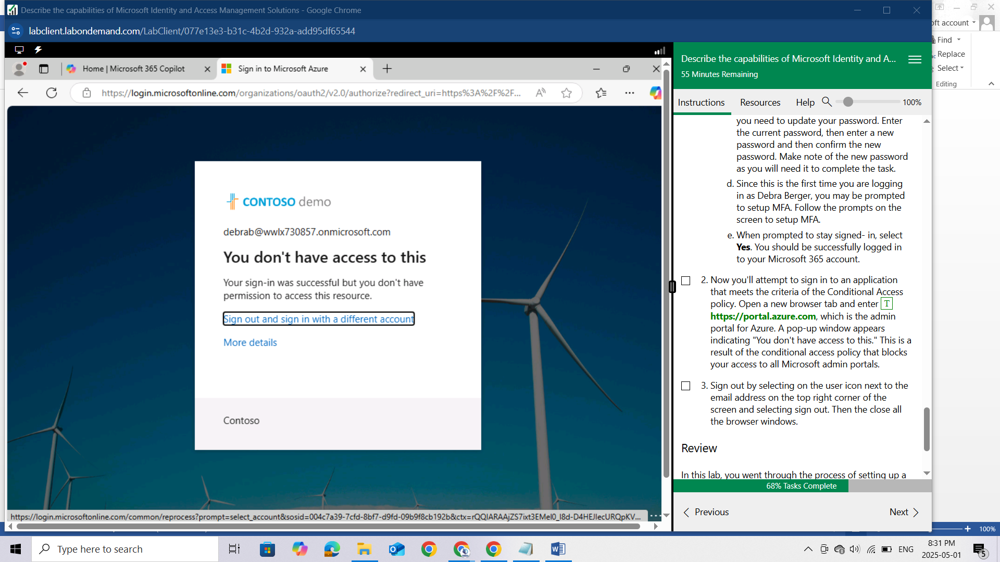 Describe the capabilities of Microsoft Identity and Access Management Solutions - Google Chrome
labclient.labondemand.com/LabClient/077e13e3-b31c-4b2d-932a-add95df65544
oft account
Find
Replace
Select
Editing
Home | Microsoft 365 Copilot
Sign in to Microsoft Azure
https://login.microsoftonline.com/organizations/oauth2/v2.0/authorize?redirect_uri=https%3A%2F%2F...
CONTOSO demo
debrab@wwlx730857.onmicrosoft.com
You don't have access to this
Your sign-in was successful but you don't have
permission to access this resource.
Sign out and sign in with a different account
More details
Contoso
https://login.microsoftonline.com/common/reprocess?prompt=select_account&sosid=004c7a39-7cfd-8bf7-d9fd-09b9f8cb192b&ctx=rQQIARAAjZS7ixt3EMel0_I8d-D4HEJIecURQpKV...
Describe the capabilities of Microsoft Identity and A...
55 Minutes Remaining
Instructions
Resources
Help
100%
you need to update your password. Enter
the current password, then enter a new
password and then confirm the new
password. Make note of the new password
as you will need it to complete the task.
d. Since this is the first time you are logging
in as Debra Berger, you may be prompted
to setup MFA. Follow the prompts on the
screen to setup MFA.
e. When prompted to stay signed- in, select
Yes. You should be successfully logged in
to your Microsoft 365 account.
2. Now you'll attempt to sign in to an application
that meets the criteria of the Conditional Access
policy. Open a new browser tab and enter T
https://portal.azure.com, which is the admin
portal for Azure. A pop-up window appears
indicating "You don't have access to this." This is a
result of the conditional access policy that blocks
your access to all Microsoft admin portals.
3. Sign out by selecting on the user icon next to the
email address on the top right corner of the
screen and selecting sign out. Then the close all
the browser windows.
Review
In this lab, you went through the process of setting up a
68% Tasks Complete
Previous
Next
100%
Type here to search
ENG
8:31 PM
2025-05-01
5